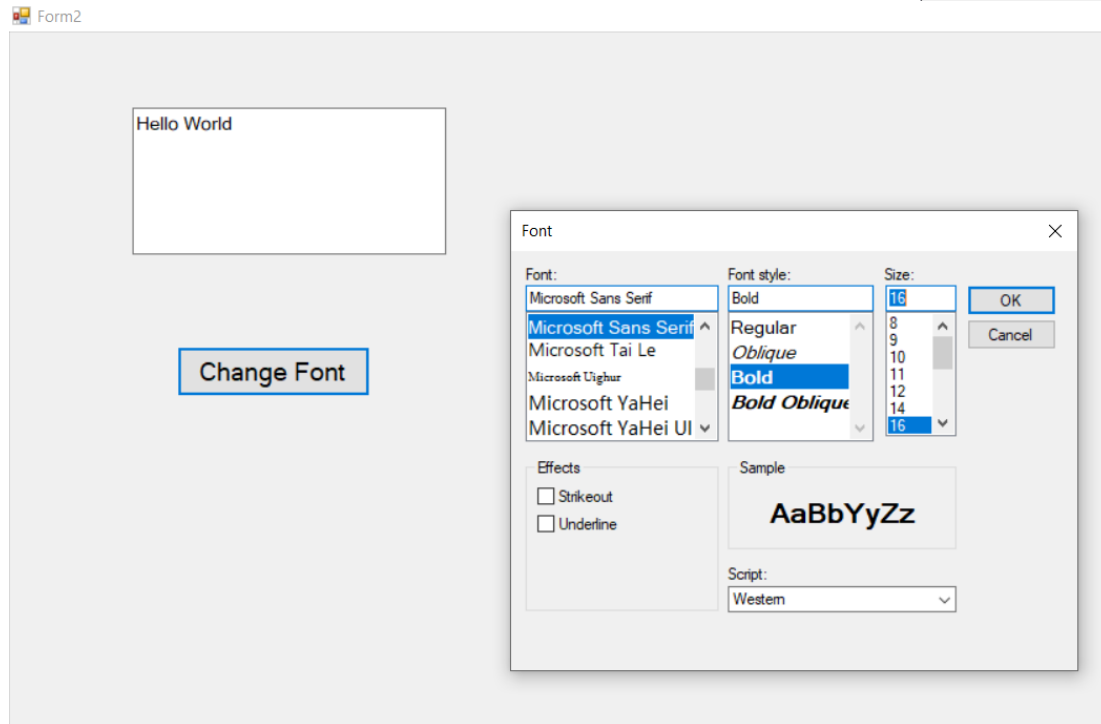 Form2
Hello World
Change Font
Font
Font:
Microsoft Sans Serif
Microsoft Sans Serif
Microsoft Tai Le
Microsoft Uighur
Microsoft YaHei
Microsoft YaHei UI
Font style:
Bold
Regular
Oblique
Bold
Bold Oblique
Size:
16
8
9
10
11
12
14
16
OK
Cancel
Effects
Strikeout
Underline
Sample
AaBbYyZz
Script:
Western